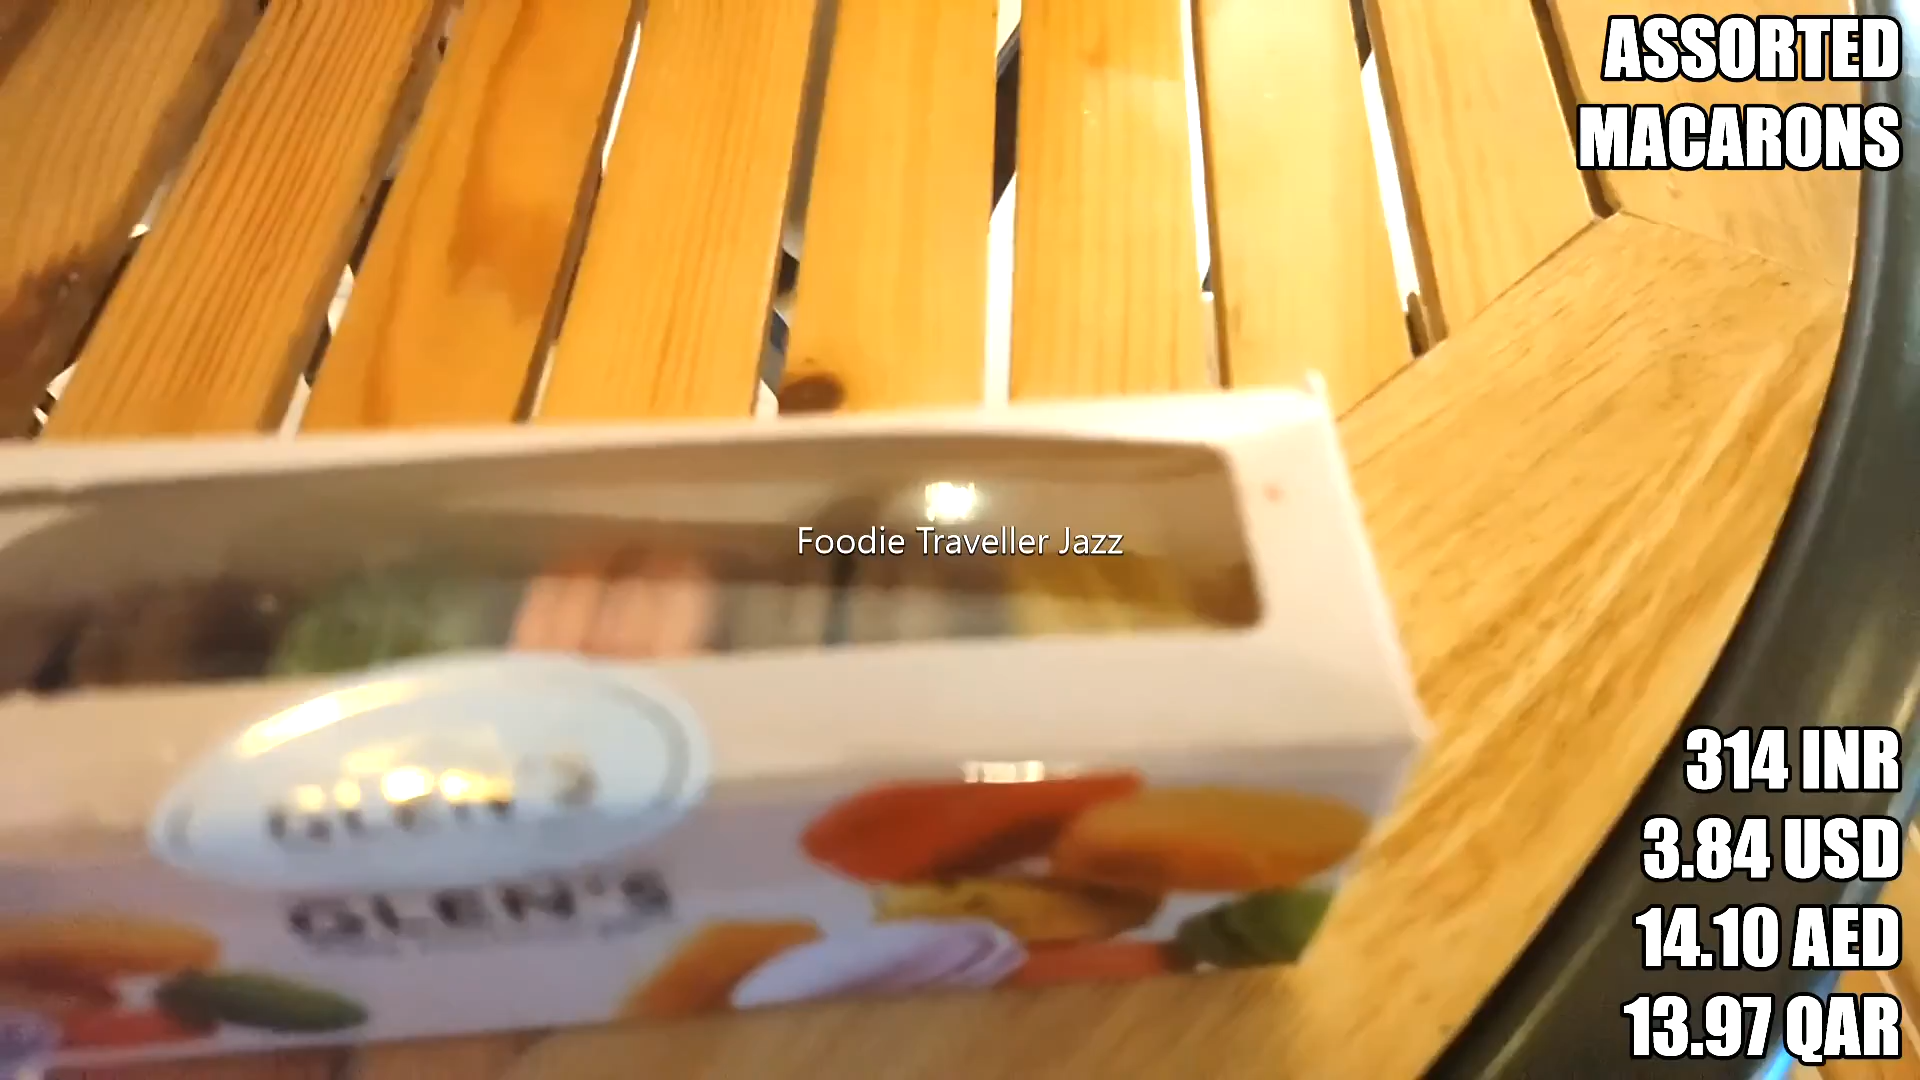 ASSORTED
MACARONS
Foodie Traveller Jazz
GLEN'S
314 INR
3.84 USD
14.10 AED
13.97 QAR